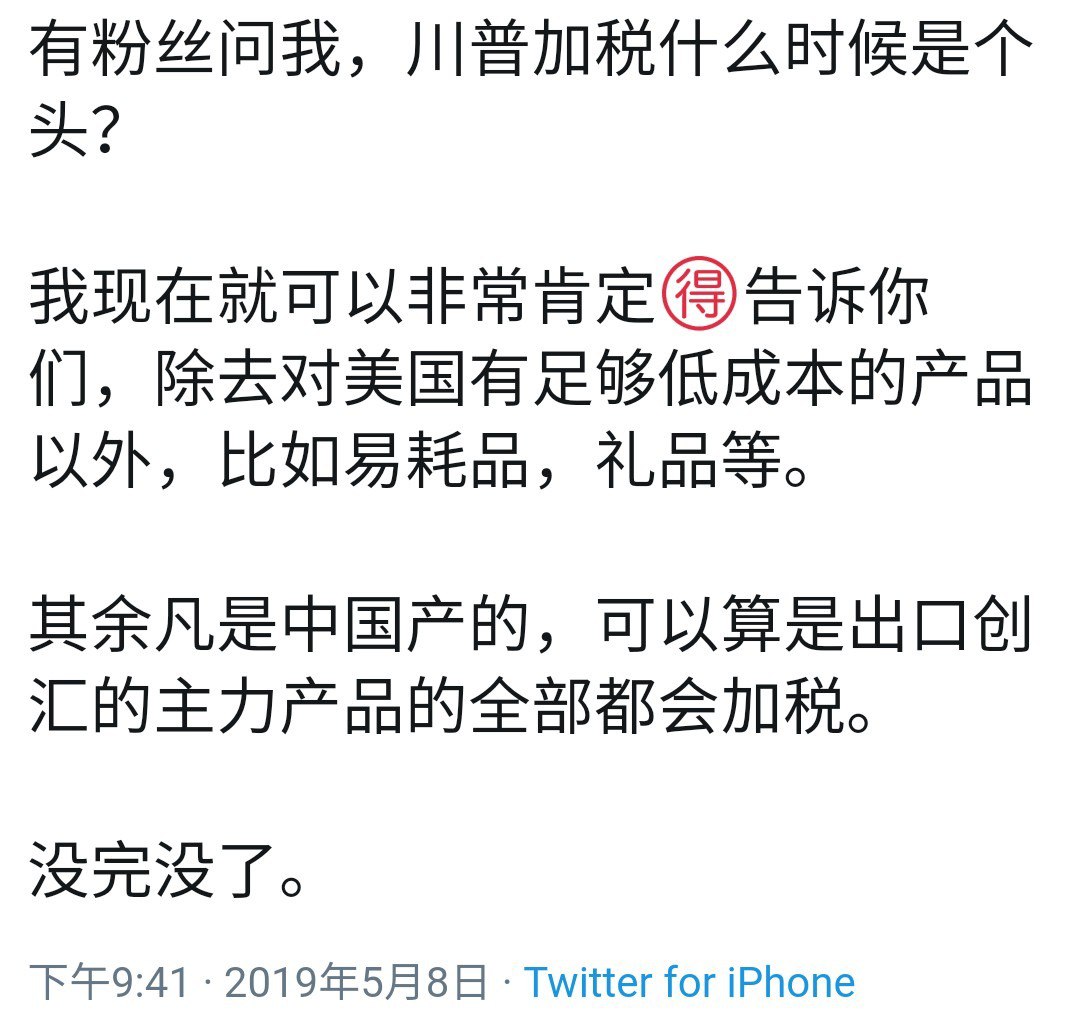 有粉丝问我，川普加税什么时候是个
头？
我现在就可以非常肯定🉐告诉你
们，除去对美国有足够低成本的产品
以外，比如易耗品，礼品等。
其余凡是中国产的，可以算是出口创
汇的主力产品的全部都会加税。
没完没了。
下午9:41 · 2019年5月8日 · Twitter for iPhone